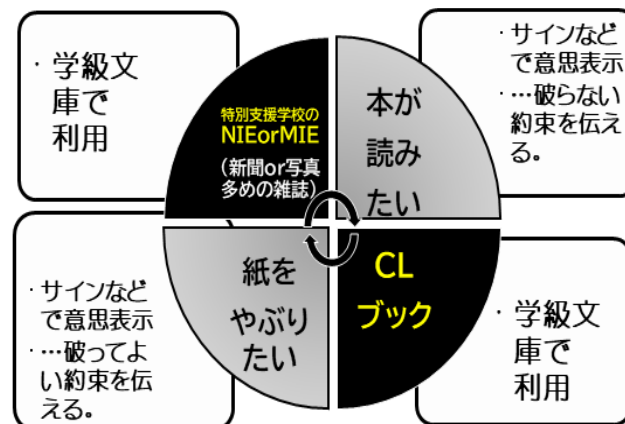 ・学級文
庫で
利用
特別支援学校の
NIEorMIE
（新聞or写真
多めの雑誌）
本が
読み
たい
・サインなど
で意思表示
・…破らない
約束を伝え
る。
・サインなど
で意思表示
・…破ってよ
い約束を伝
える。
紙を
やぶり
たい
CL
ブック
・学級文
庫で
利用